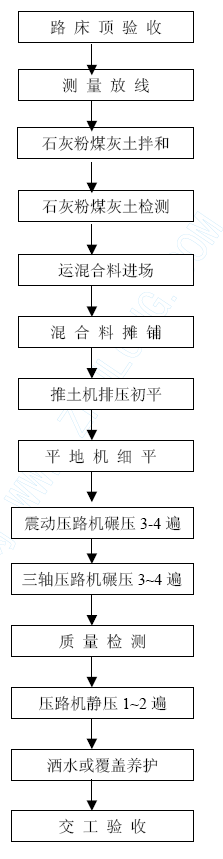 路床顶验收
测量放线
石灰粉煤灰土拌和
石灰粉煤灰土检测
运混合料进场
混合料摊铺
推土机排压初平
平地机细平
震动压路机碾压 3-4 遍
三轴压路机碾压 3~4 遍
质量检测
压路机静压 1~2 遍
洒水或覆盖养护
交工验收